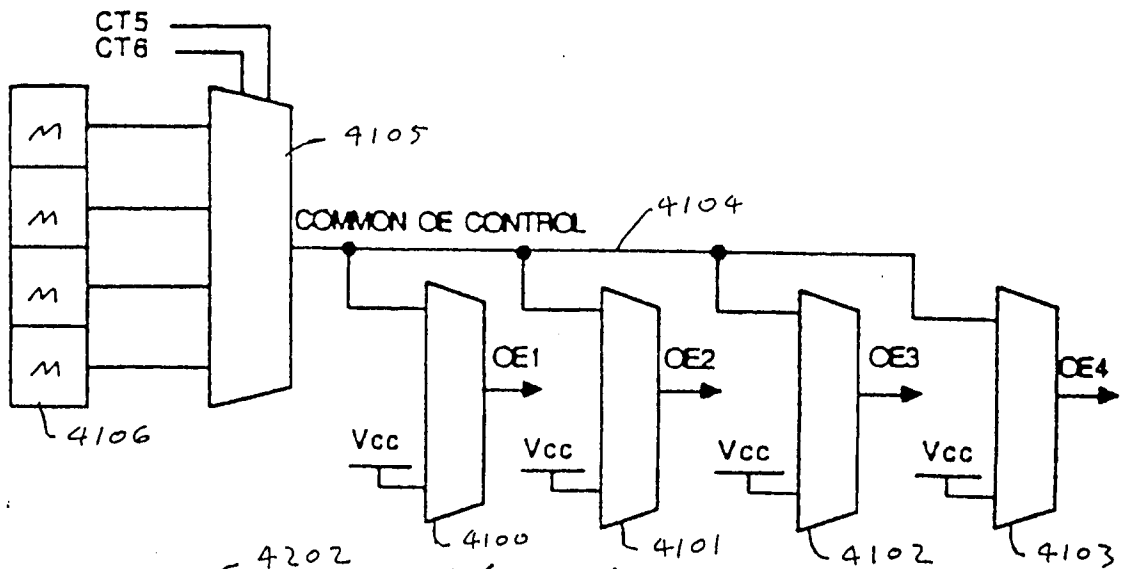 CT5
CT6
M
M
M
M
4105
COMMON OE CONTROL
4104
OE1
OE2
OE3
OE4
4106
Vcc
Vcc
Vcc
Vcc
4100
4101
4102
4103
4202